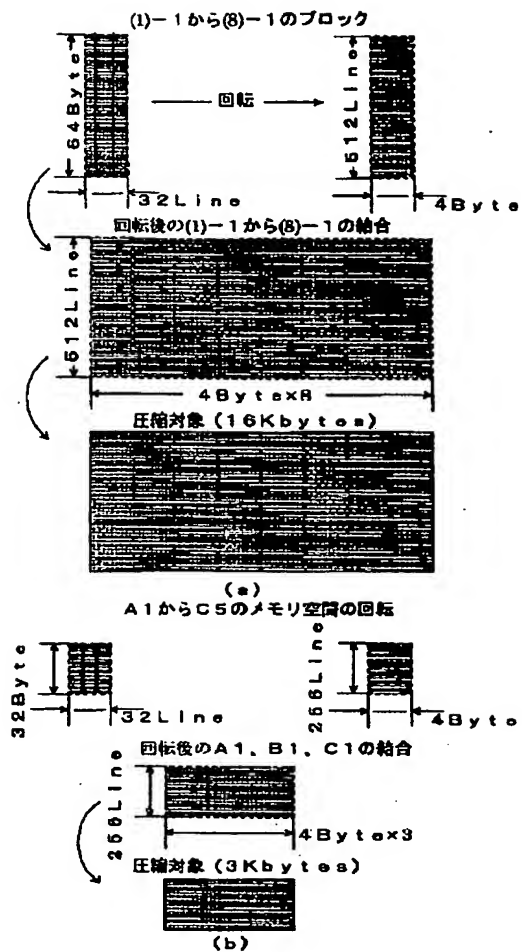 (1)−1から(8)−1のブロック
64Byte
回転
512Line
32Line
4Byte
回転後の(1)−1から(8)−1の結合
512Line
4Byte×8
圧縮対象(16Kbytes)
(a)
A1からC5のメモリ空間の回転
32Byte
32Line
256Line
4Byte
回転後のA1、B1、C1の結合
256Line
4Byte×3
圧縮対象(3Kbytes)
(b)